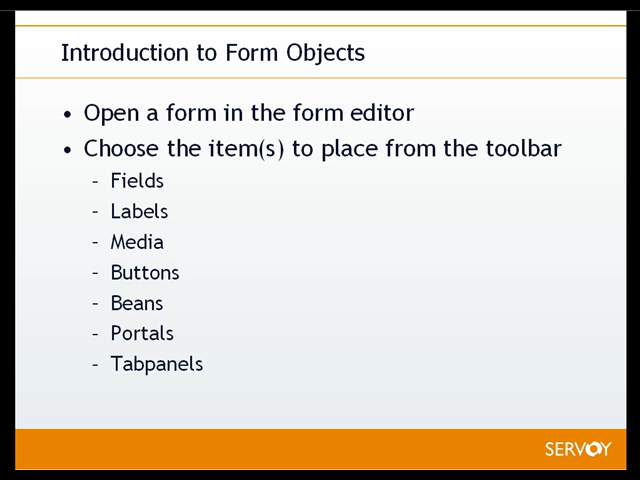 Introduction to Form Objects
• Open a form in the form editor
• Choose the item(s) to place from the toolbar
- Fields
- Labels
- Media
- Buttons
- Beans
- Portals
- Tabpanels
SERVOY